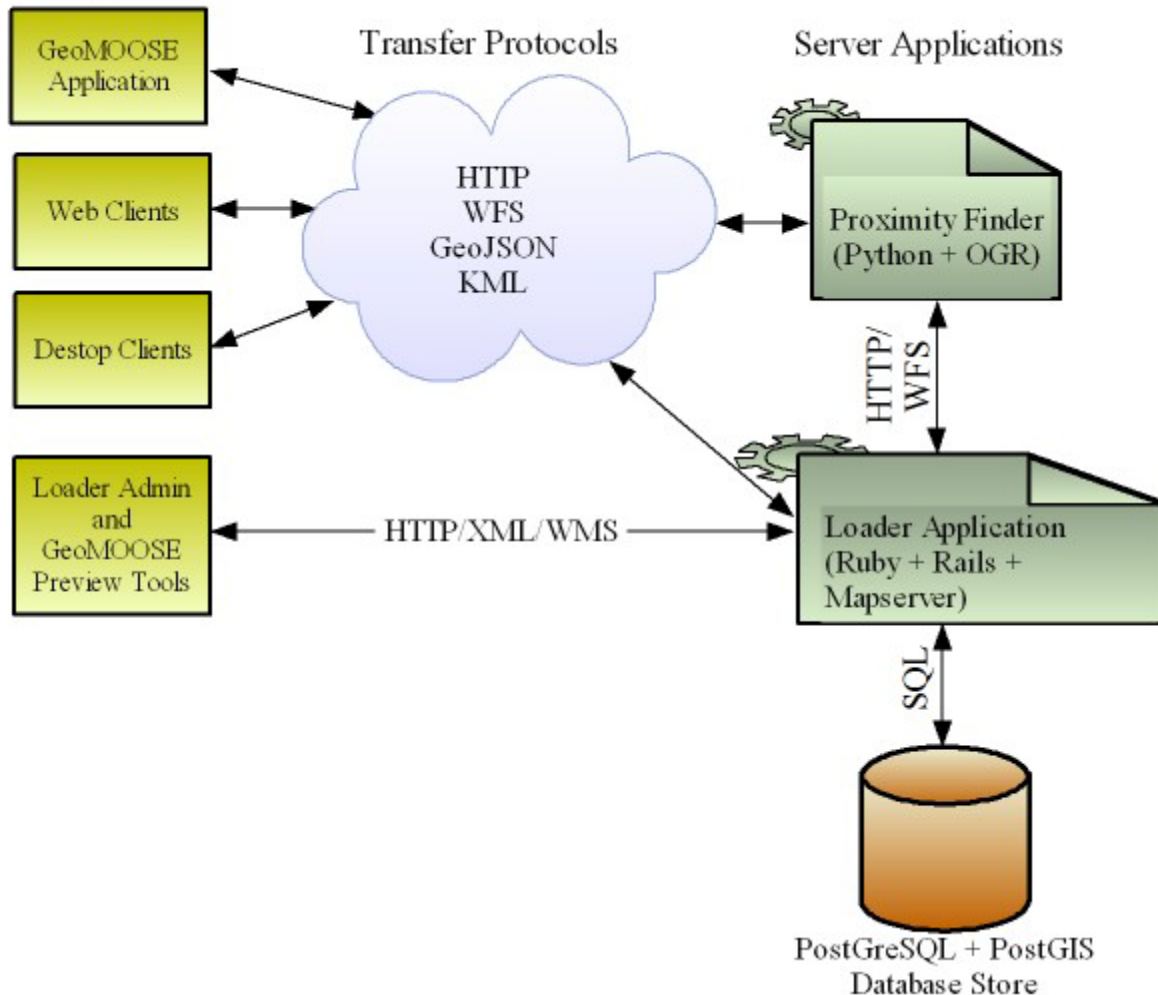 GeoMOOSE
Application
Transfer Protocols
Server Applications
Web Clients
HTTP
WFS
GeoJSON
KML
Proximity Finder
(Python + OGR)
Destop Clients
HTTP/
WFS
Loader Admin
and
GeoMOOSE
Preview Tools
HTTP/XML/WMS
Loader Application
(Ruby + Rails +
Mapserver)
SQL
PostGreSQL + PostGIS
Database Store